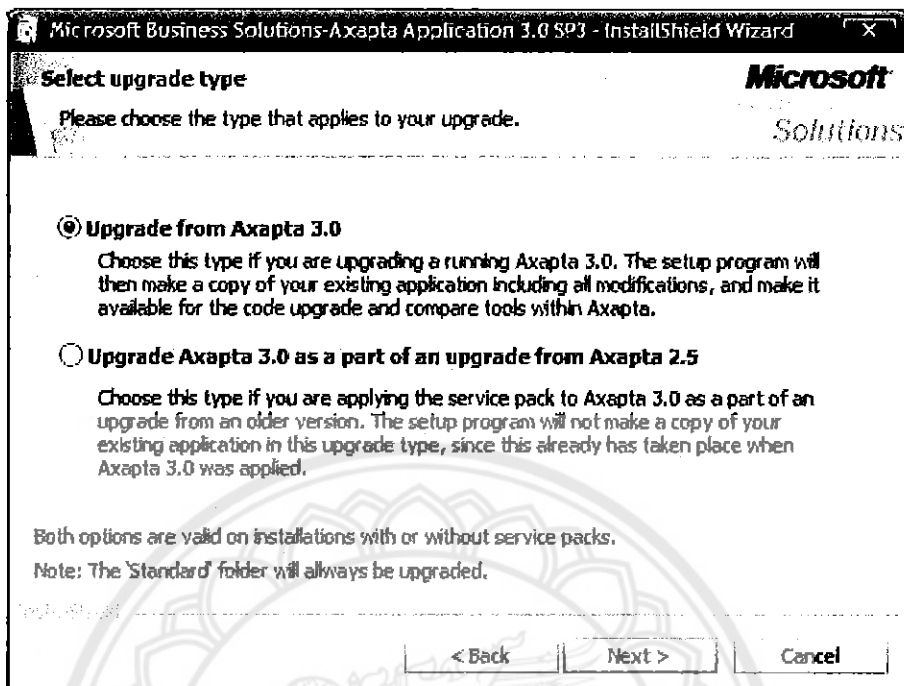 Microsoft Business Solutions-Axapta Application 3.0 SP3 - InstallShield Wizard
Select upgrade type
Microsoft
Please choose the type that applies to your upgrade.
Solutions
Upgrade from Axapta 3.0
Choose this type if you are upgrading a running Axapta 3.0. The setup program will
then make a copy of your existing application including all modifications, and make it
available for the code upgrade and compare tools within Axapta.
Upgrade Axapta 3.0 as a part of an upgrade from Axapta 2.5
Choose this type if you are applying the service pack to Axapta 3.0 as a part of an
upgrade from an older version. The setup program will not make a copy of your
existing application in this upgrade type, since this already has taken place when
Axapta 3.0 was applied.
Both options are valid on installations with or without service packs.
Note: The 'Standard' folder will allways be upgraded.
InstallShield
< Back
Next >
Cancel